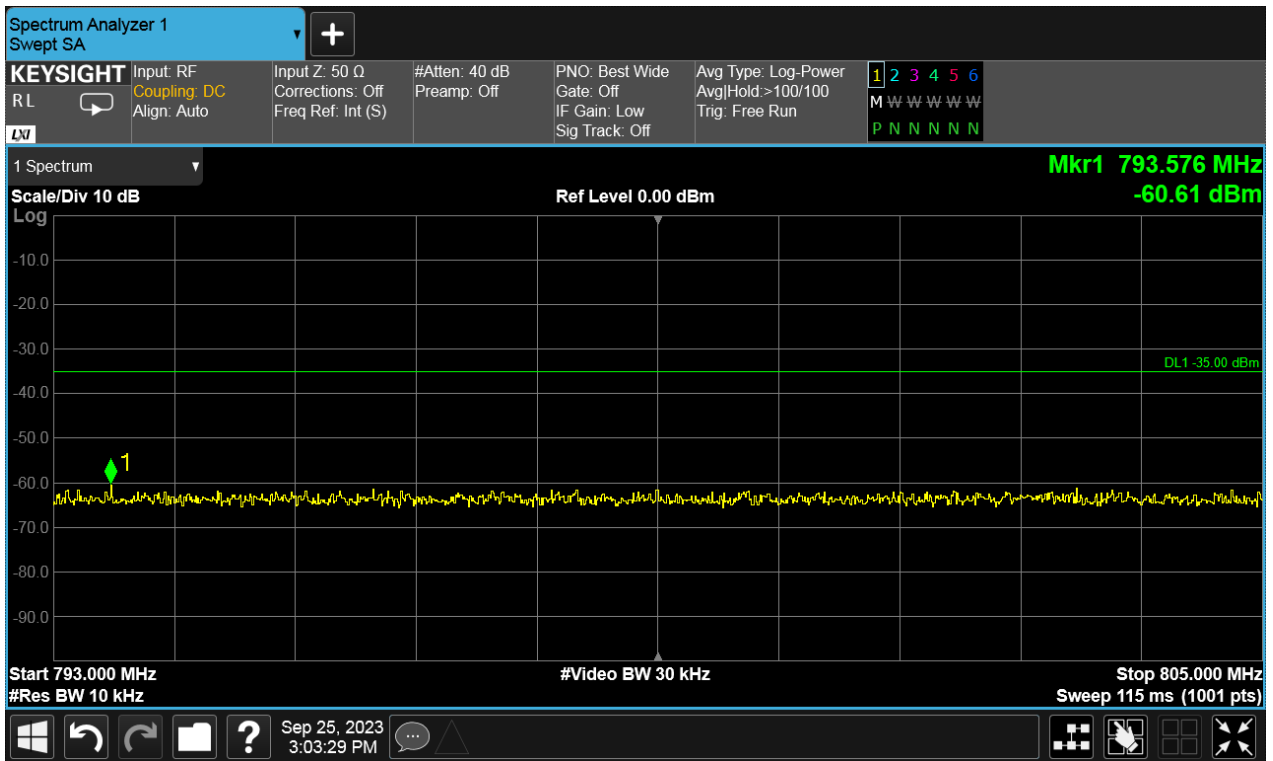 Spectrum Analyzer 1
Swept SA
+
KEYSIGHT
RL
LXI
Input: RF
Coupling: DC
Align: Auto
Input Z: 50 Ω
Corrections: Off
Freq Ref: Int (S)
#Atten: 40 dB
Preamp: Off
PNO: Best Wide
Gate: Off
IF Gain: Low
Sig Track: Off
Avg Type: Log-Power
Avg|Hold:>100/100
Trig: Free Run
1 2 3 4 5 6
M W W W W W
P N N N N N
1 Spectrum
Mkr1 793.576 MHz
-60.61 dBm
Scale/Div 10 dB
Ref Level 0.00 dBm
Log
-10.0
-20.0
-30.0
DL1 -35.00 dBm
-40.0
-50.0
1
-60.0
-70.0
-80.0
-90.0
Start 793.000 MHz
#Video BW 30 kHz
Stop 805.000 MHz
#Res BW 10 kHz
Sweep 115 ms (1001 pts)
?
Sep 25, 2023
3:03:29 PM